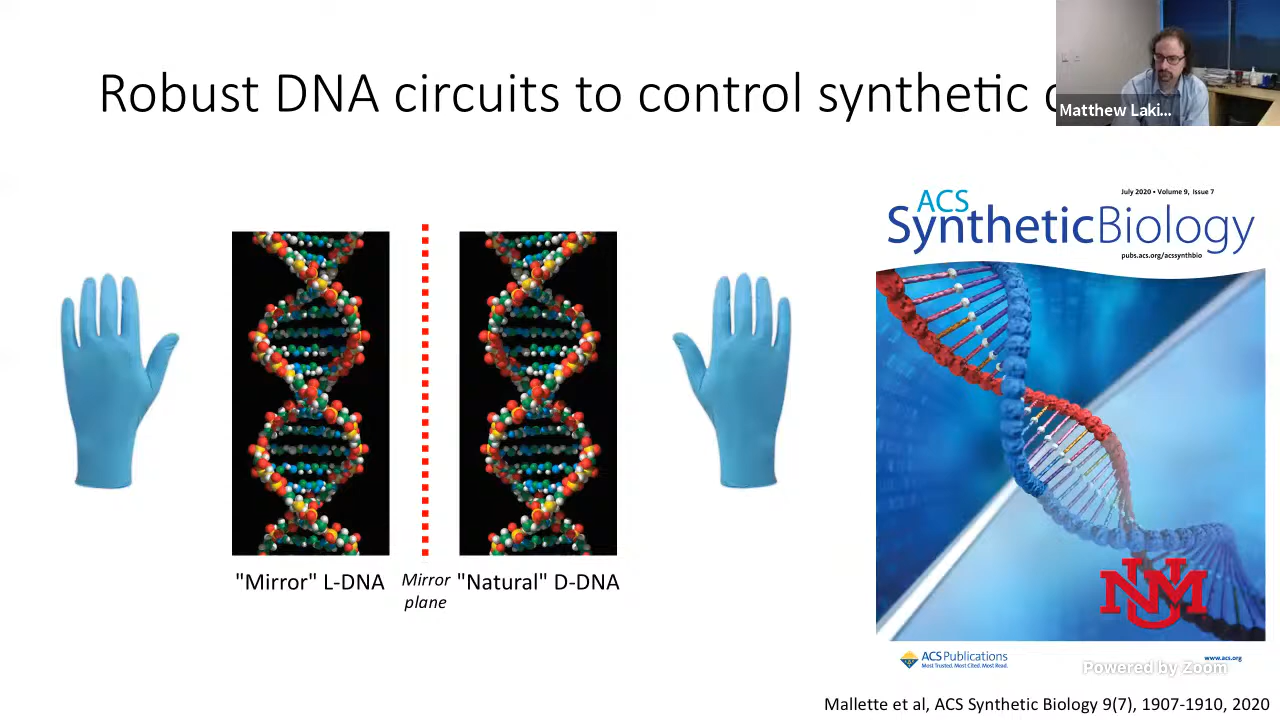 Robust DNA circuits to control synthetic
Matthew Laki...
July 2020 • Volume 9, Issue 7
ACS
SyntheticBiology
pubs.acs.org/acssynthbio
"Mirror" L-DNA
Mirror
plane
"Natural" D-DNA
UNM
ACS Publications
Most Trusted. Most Cited. Most Read.
www.acs.org
Powered by Zoom
Mallette et al, ACS Synthetic Biology 9(7), 1907-1910, 2020